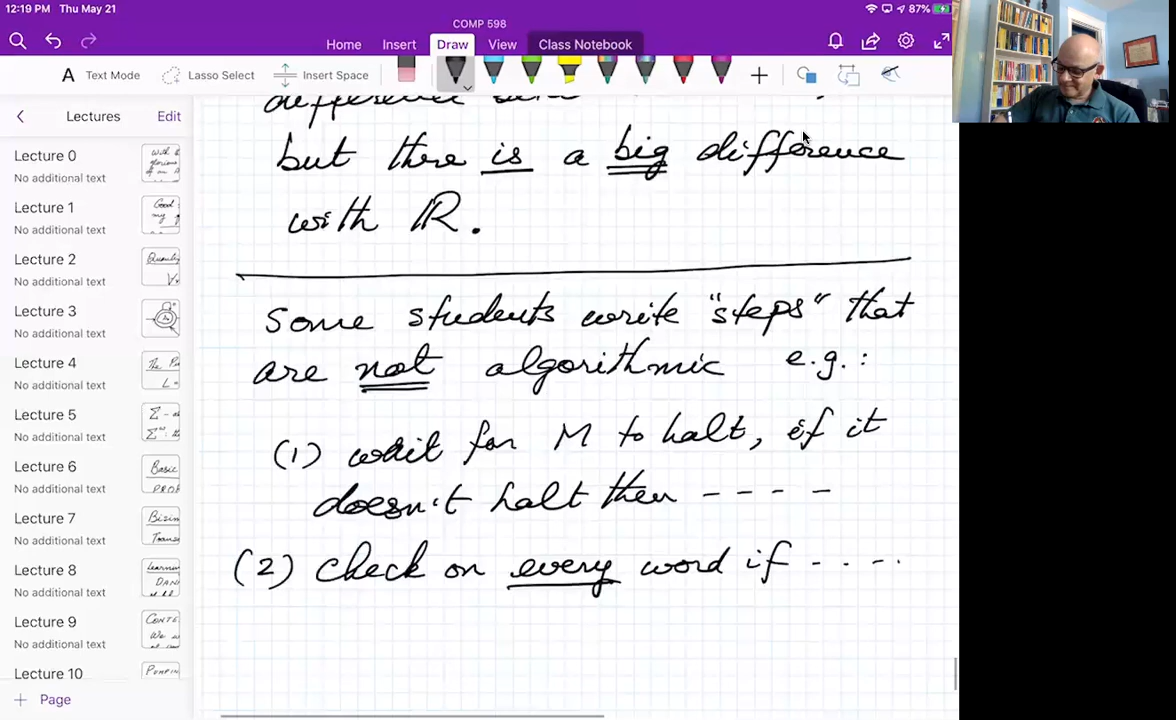 12:19 PM Thu May 21
87%
COMP 598
Home Insert Draw View Class Notebook
A Text Mode Lasso Select Insert Space
Lectures Edit
Lecture 0
No additional text
Lecture 1
No additional text
Lecture 2
No additional text
Lecture 3
No additional text
Lecture 4
No additional text
Lecture 5
No additional text
Lecture 6
No additional text
Lecture 7
No additional text
Lecture 8
No additional text
Lecture 9
No additional text
Lecture 10
+ Page
difference
but there is a big difference
with ℝ.
Some students write "steps" that
are not algorithmic e.g.:
(1) wait for M to halt, if it
doesn't halt then - - - -
(2) check on every word if - - - -